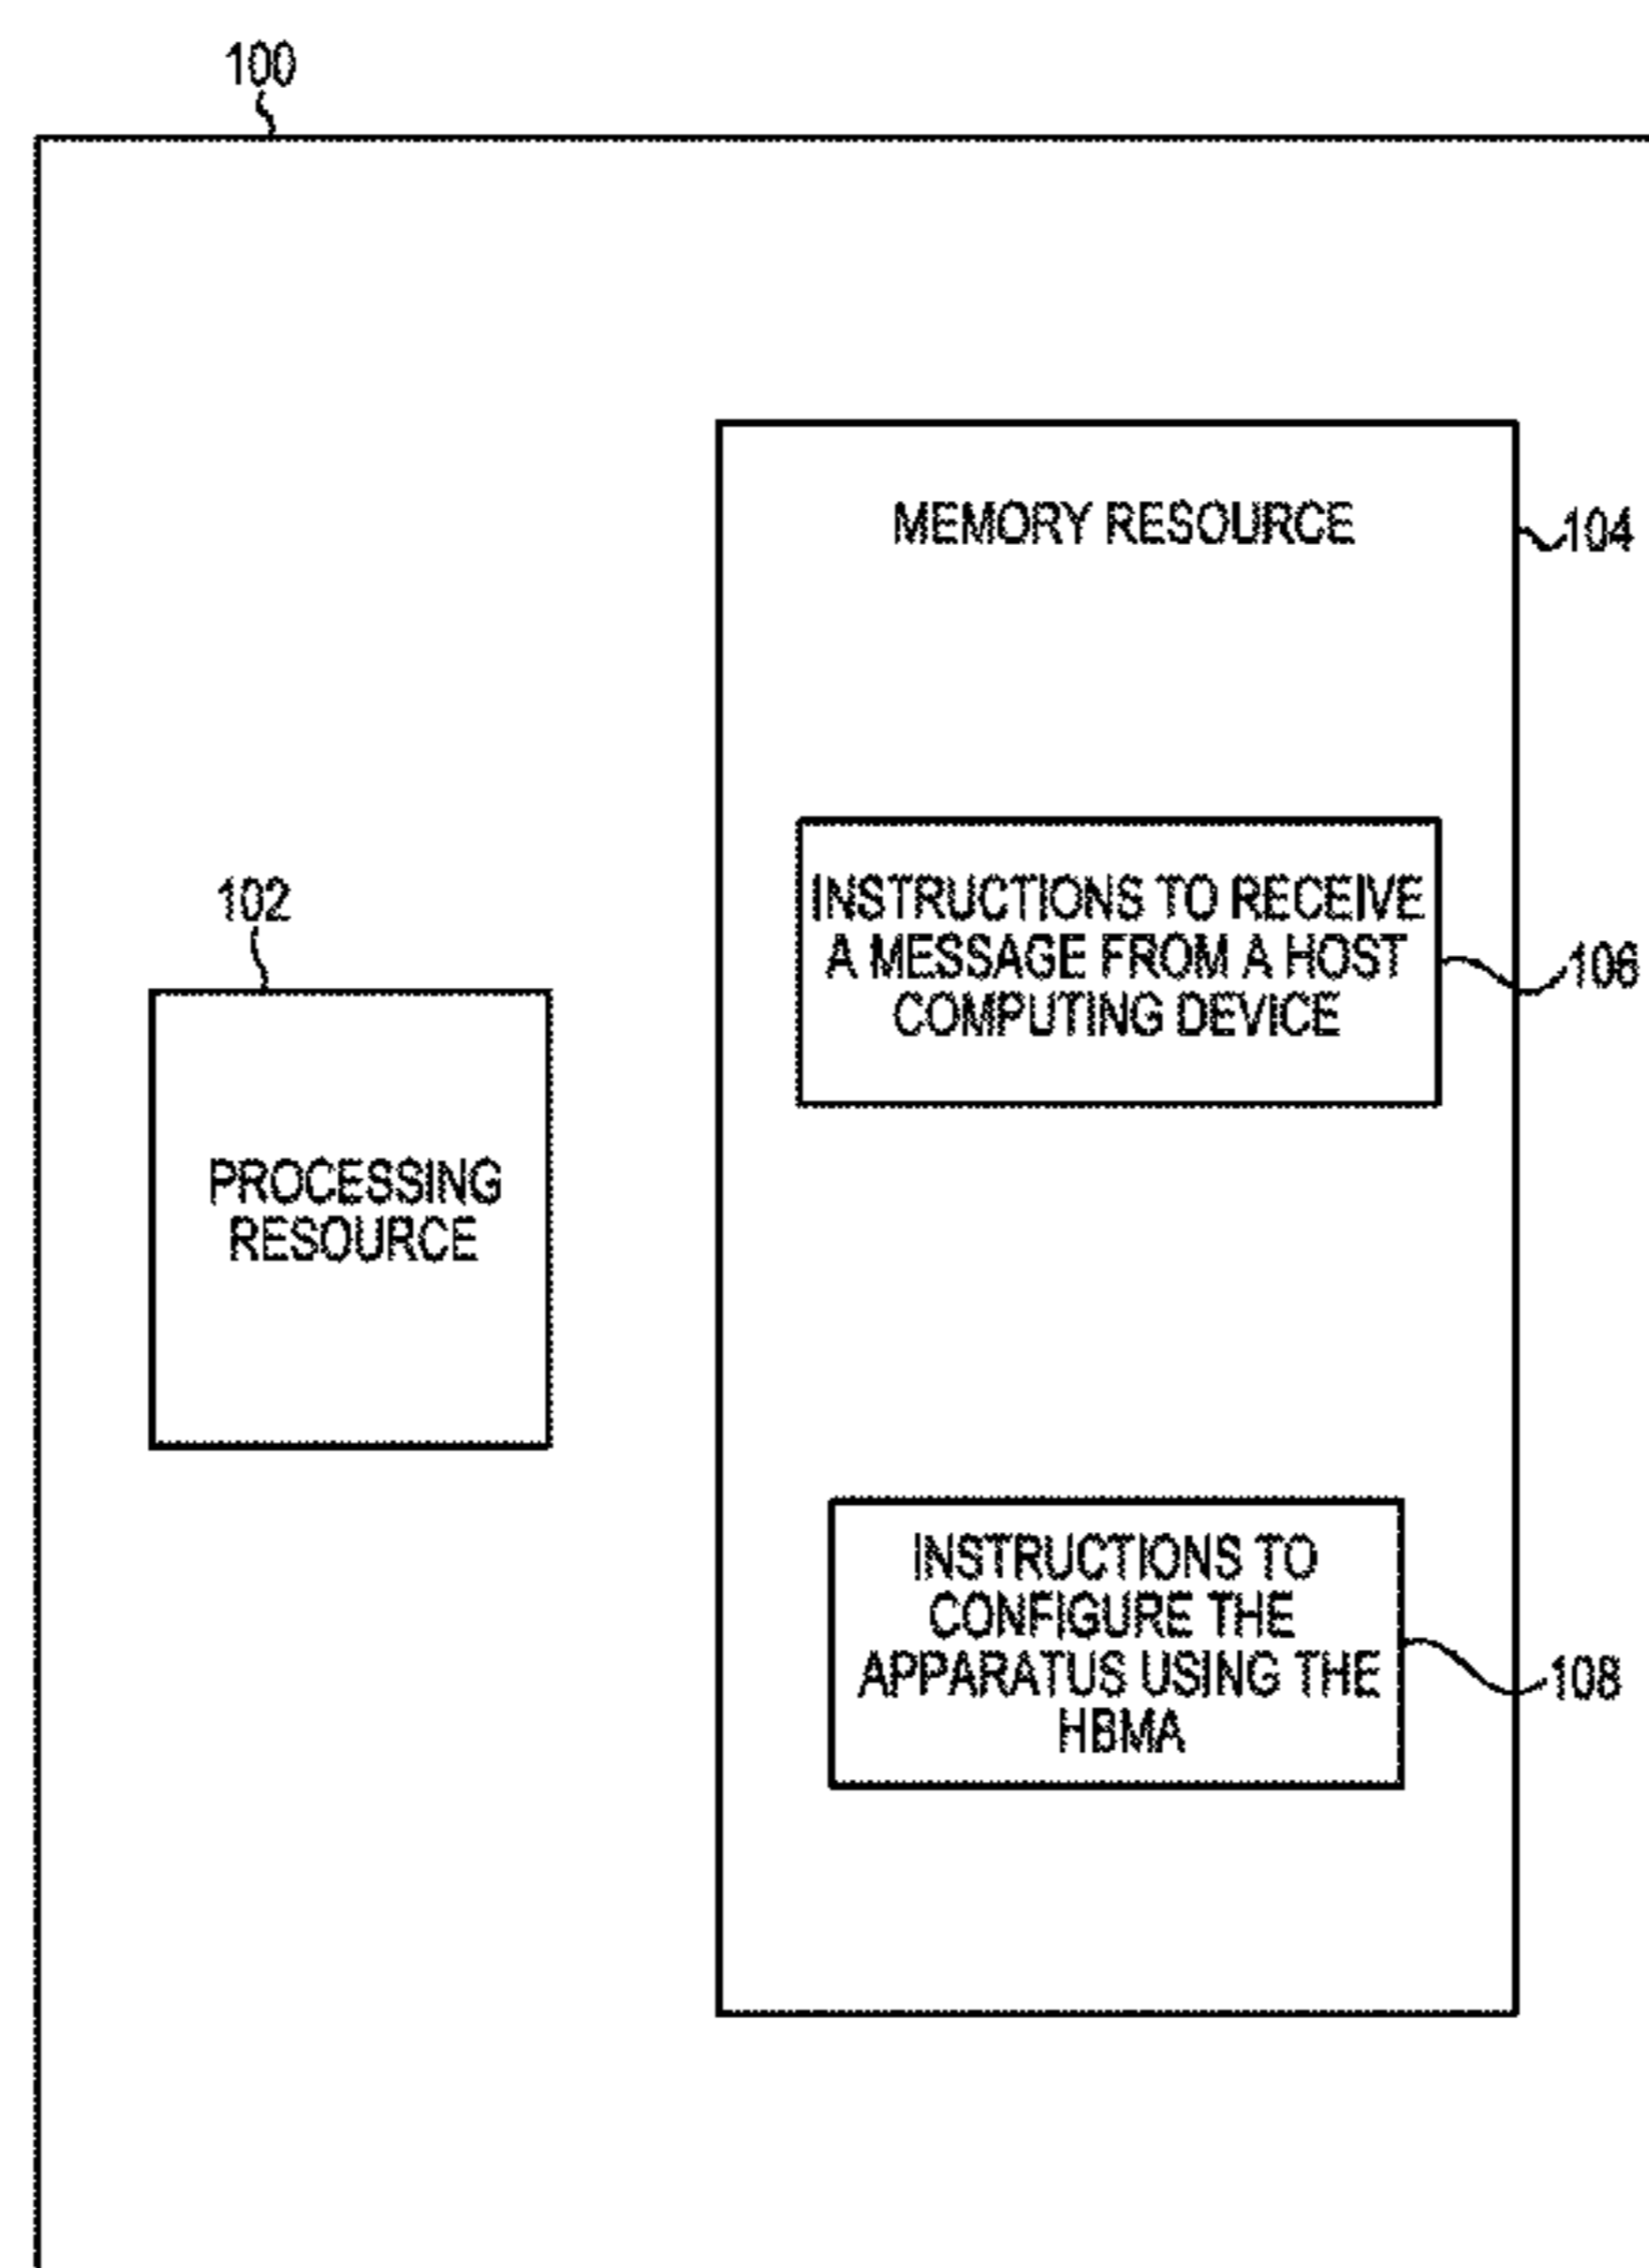 100
MEMORY RESOURCE
104
102
INSTRUCTIONS TO RECEIVE
A MESSAGE FROM A HOST
COMPUTING DEVICE
106
PROCESSING
RESOURCE
INSTRUCTIONS TO
CONFIGURE THE
APPARATUS USING THE
HBMA
108